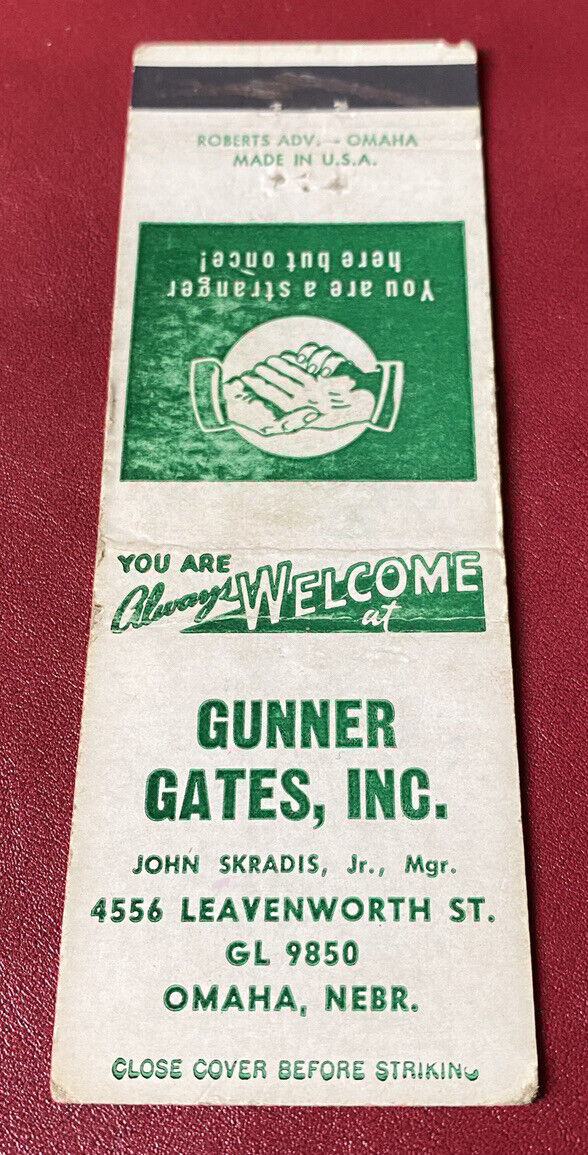 ROBERTS ADV. - OMAHA
MADE IN U.S.A.
You are a stranger
here but once!
YOU ARE
Always WELCOME
at
GUNNER
GATES, INC.
JOHN SKRADIS, Jr., Mgr.
4556 LEAVENWORTH ST.
GL 9850
OMAHA, NEBR.
CLOSE COVER BEFORE STRIKING